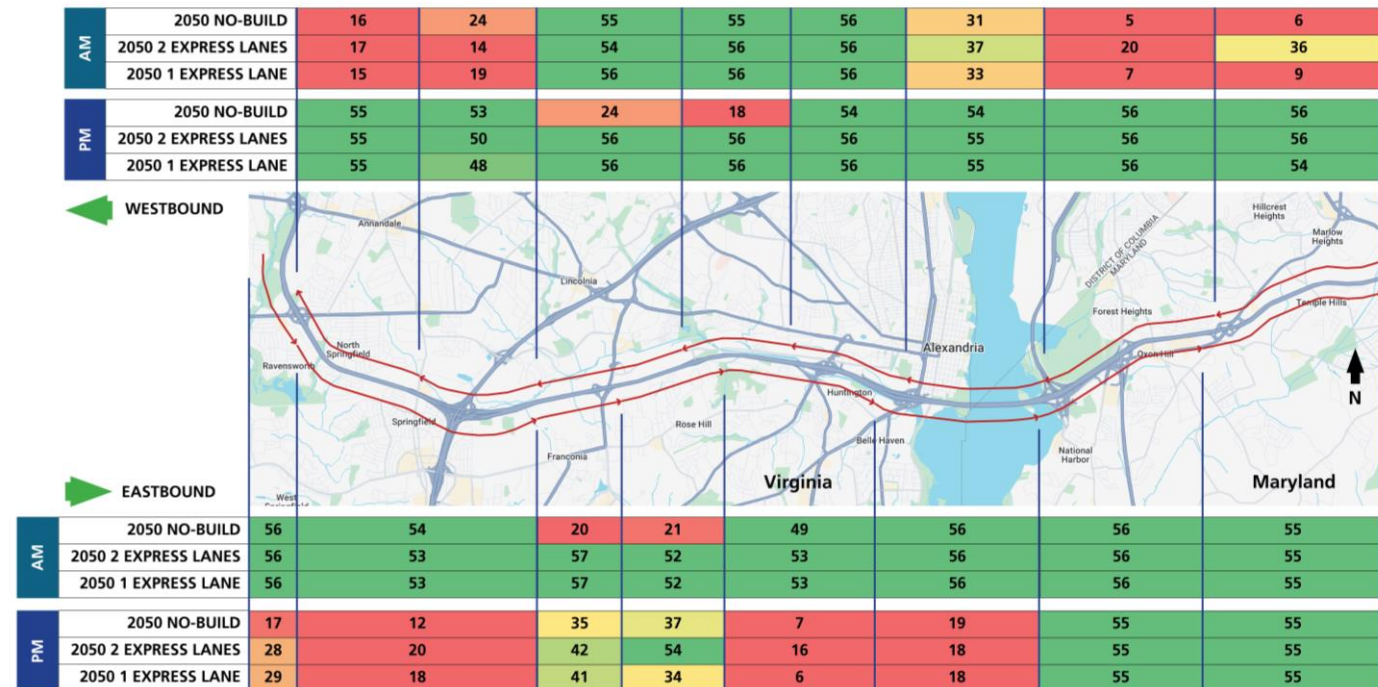 AM
2050 NO-BUILD 16 24 55 55 56 31 5 6
2050 2 EXPRESS LANES 17 14 54 56 56 37 20 36
2050 1 EXPRESS LANE 15 19 56 56 56 33 7 9
PM
2050 NO-BUILD 55 53 24 18 54 54 56 56
2050 2 EXPRESS LANES 55 50 56 56 56 55 56 56
2050 1 EXPRESS LANE 55 48 56 56 56 55 56 54
WESTBOUND
Annandale
Hillcrest
Heights
Marlow
Heights
DISTRICT OF COLUMBIA
MARYLAND
Lincolnia
Temple Hills
Forest Heights
North
Springfield
Alexandria
Oxon Hill
Ravensworth
Huntington
N
Springfield
Rose Hill
Belle Haven
Franconia
National
Harbor
EASTBOUND
Virginia
Maryland
West
Springfield
AM
2050 NO-BUILD 56 54 20 21 49 56 56 55
2050 2 EXPRESS LANES 56 53 57 52 53 56 56 55
2050 1 EXPRESS LANE 56 53 57 52 53 56 56 55
PM
2050 NO-BUILD 17 12 35 37 7 19 55 55
2050 2 EXPRESS LANES 28 20 42 54 16 18 55 55
2050 1 EXPRESS LANE 29 18 41 34 6 18 55 55